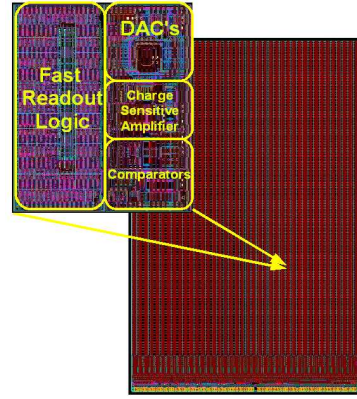 Fast
Readout
Logic
DAC's
Charge
Sensitive
Amplifier
Comparators